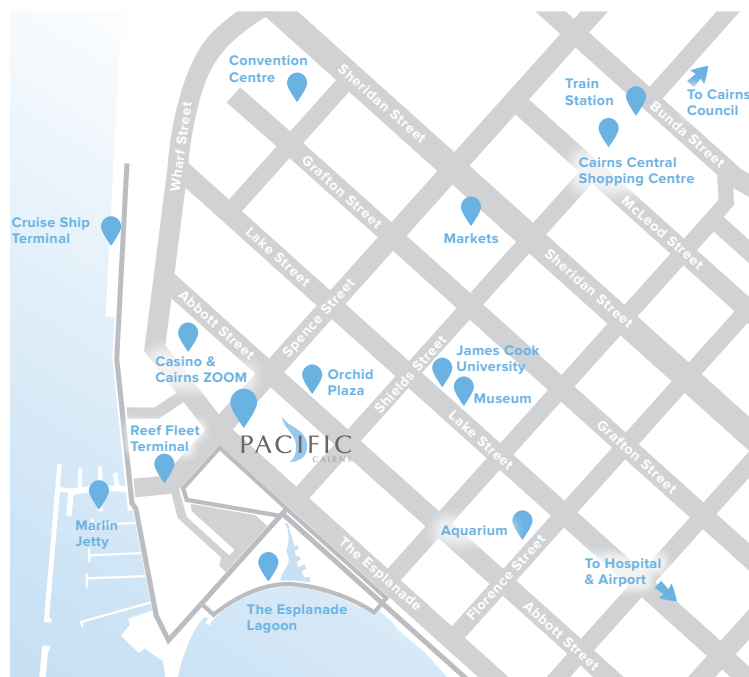 Convention
Centre
Sheridan Street
Train
Station
To Cairns
Council
Bunda Street
Wharf Street
Grafton Street
Cairns Central
Shopping Centre
McLeod Street
Cruise Ship
Terminal
Lake Street
Markets
Sheridan Street
Abbott Street
Spence Street
Casino &
Cairns ZOOM
Orchid
Plaza
Shields Street
James Cook
University
Museum
Reef Fleet
Terminal
PACIFIC
CAIRNS
Lake Street
Grafton Street
Marlin
Jetty
Aquarium
The Esplanade
Florence Street
To Hospital
& Airport
The Esplanade
Lagoon
Abbott Street